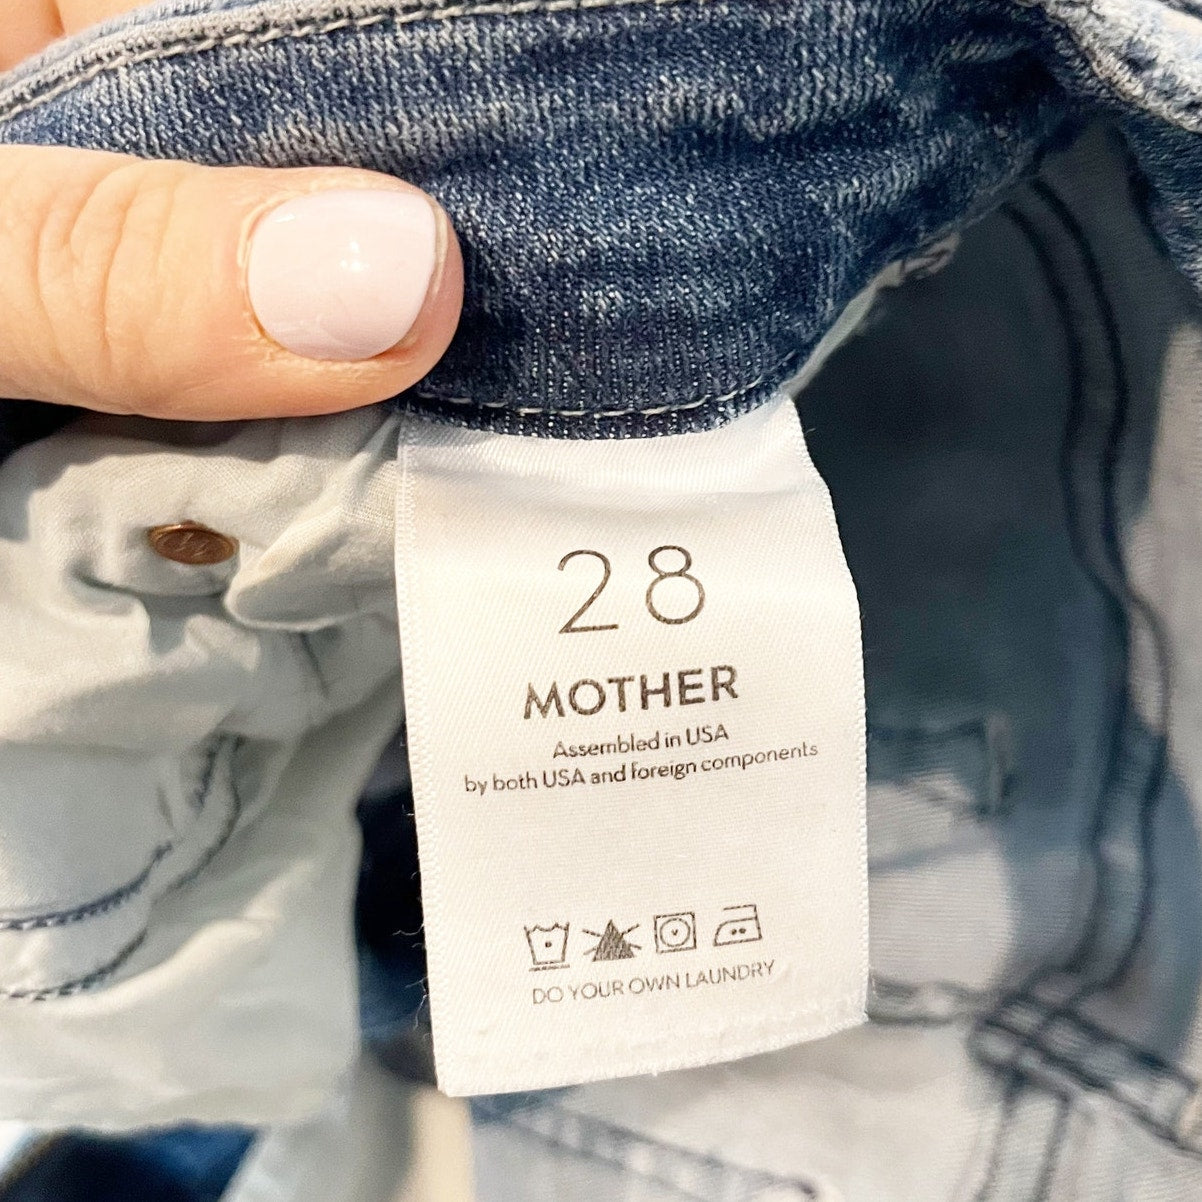 28
MOTHER
Assembled in USA
by both USA and foreign components
DO YOUR OWN LAUNDRY